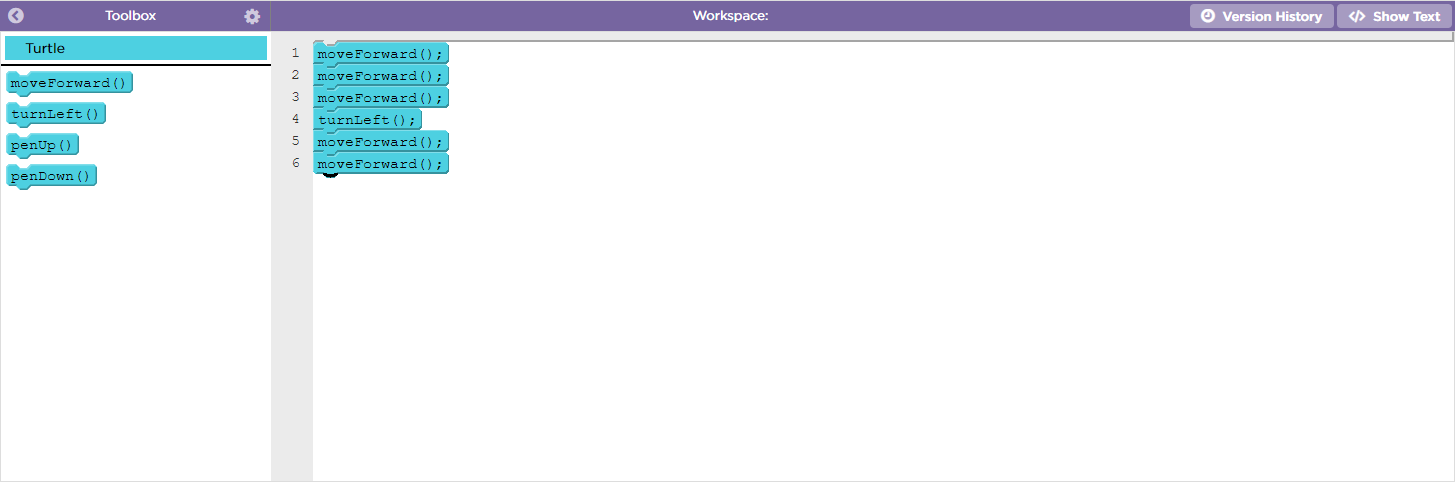 Toolbox
Workspace:
Version History
</> Show Text
Turtle
moveForward()
turnLeft()
penUp()
penDown()
1 moveForward();
2 moveForward();
3 moveForward();
4 turnLeft();
5 moveForward();
6 moveForward();